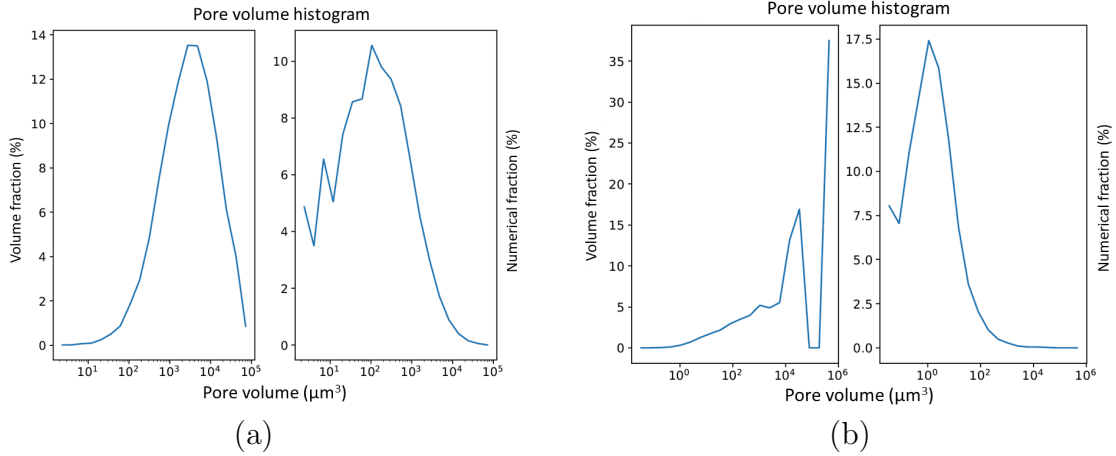 Pore volume histogram
Volume fraction (%)
14
12
10
8
6
4
2
0
10¹ 10² 10³ 10⁴ 10⁵
10
8
6
4
2
0
10¹ 10² 10³ 10⁴ 10⁵
Numerical fraction (%)
Pore volume (µm³)
(a)
Pore volume histogram
Volume fraction (%)
35
30
25
20
15
10
5
0
10⁰ 10² 10⁴ 10⁶
17.5
15.0
12.5
10.0
7.5
5.0
2.5
0.0
10⁰ 10² 10⁴ 10⁶
Numerical fraction (%)
Pore volume (µm³)
(b)